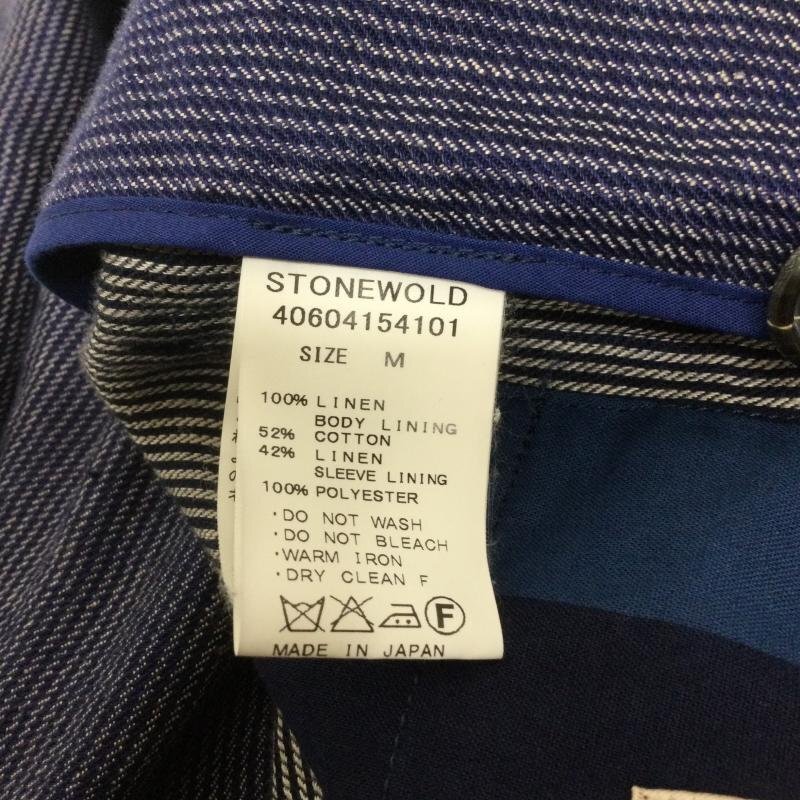 STONEWOLD
40604154101
SIZE M
100% LINEN
BODY LINING
52% COTTON
42% LINEN
SLEEVE LINING
100% POLYESTER
・DO NOT WASH
・DO NOT BLEACH
・WARM IRON
・DRY CLEAN F
F
MADE IN JAPAN